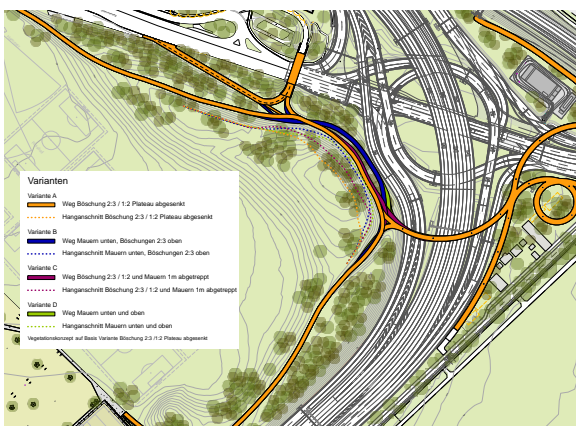 Varianten
Variante A
Weg Böschung 2:3 / 1:2 Plateau abgesenkt
Hanganschnitt Böschung 2:3 / 1:2 Plateau abgesenkt
Variante B
Weg Mauern unten, Böschungen 2:3 oben
Hanganschnitt Mauern unten, Böschungen 2:3 oben
Variante C
Weg Böschung 2:3 / 1:2 und Mauern 1m abgetreppt
Hanganschnitt Böschung 2:3 / 1:2 und Mauern 1m abgetreppt
Variante D
Weg Mauern unten und oben
Hanganschnitt Mauern unten und oben
Vegetationskonzept auf Basis Variante Böschung 2:3 /1:2 Plateau abgesenkt